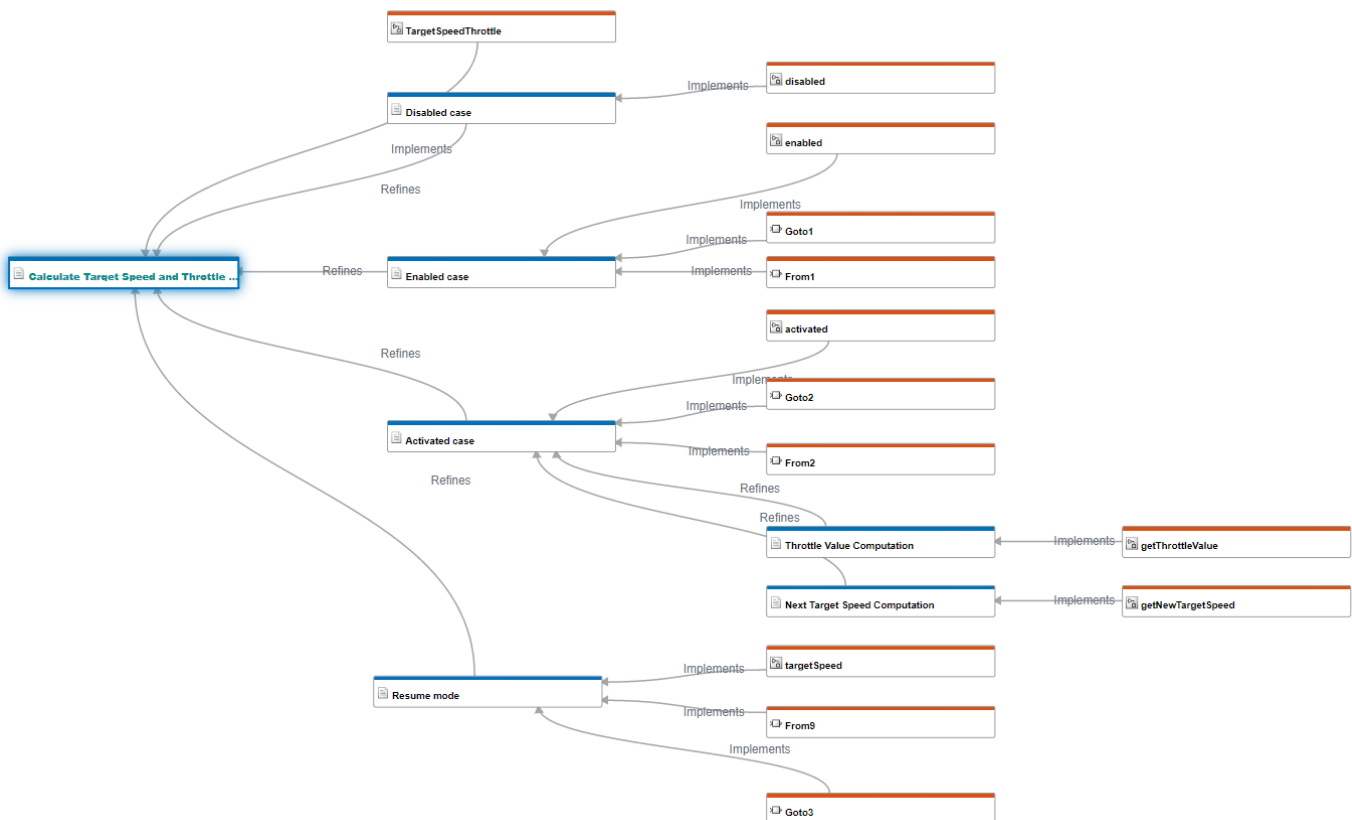 TargetSpeedThrottle
disabled
Implements
Disabled case
enabled
Implements
Refines
Implements
Goto1
Implements
Calculate Target Speed and Throttle ...
Refines
Enabled case
Implements
From1
activated
Refines
Implements
Goto2
Implements
Activated case
Implements
From2
Refines
Refines
Refines
Throttle Value Computation
Implements
getThrottleValue
Next Target Speed Computation
Implements
getNewTargetSpeed
Implements
targetSpeed
Resume mode
Implements
From9
Implements
Goto3